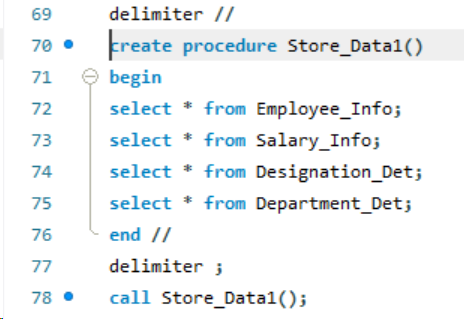 69 delimiter //
70 create procedure Store_Data1()
71 begin
72 select * from Employee_Info;
73 select * from Salary_Info;
74 select * from Designation_Det;
75 select * from Department_Det;
76 end //
77 delimiter ;
78 call Store_Data1();